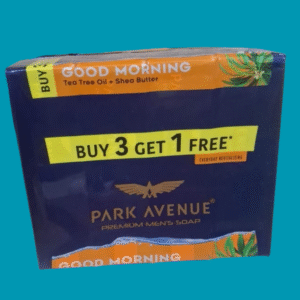 BUY 3
GOOD MORNING
Tea Tree Oil + Shea Butter
BUY 3 GET 1 FREE*
PARK AVENUE®
PREMIUM MEN'S SOAP
GOOD MORNING